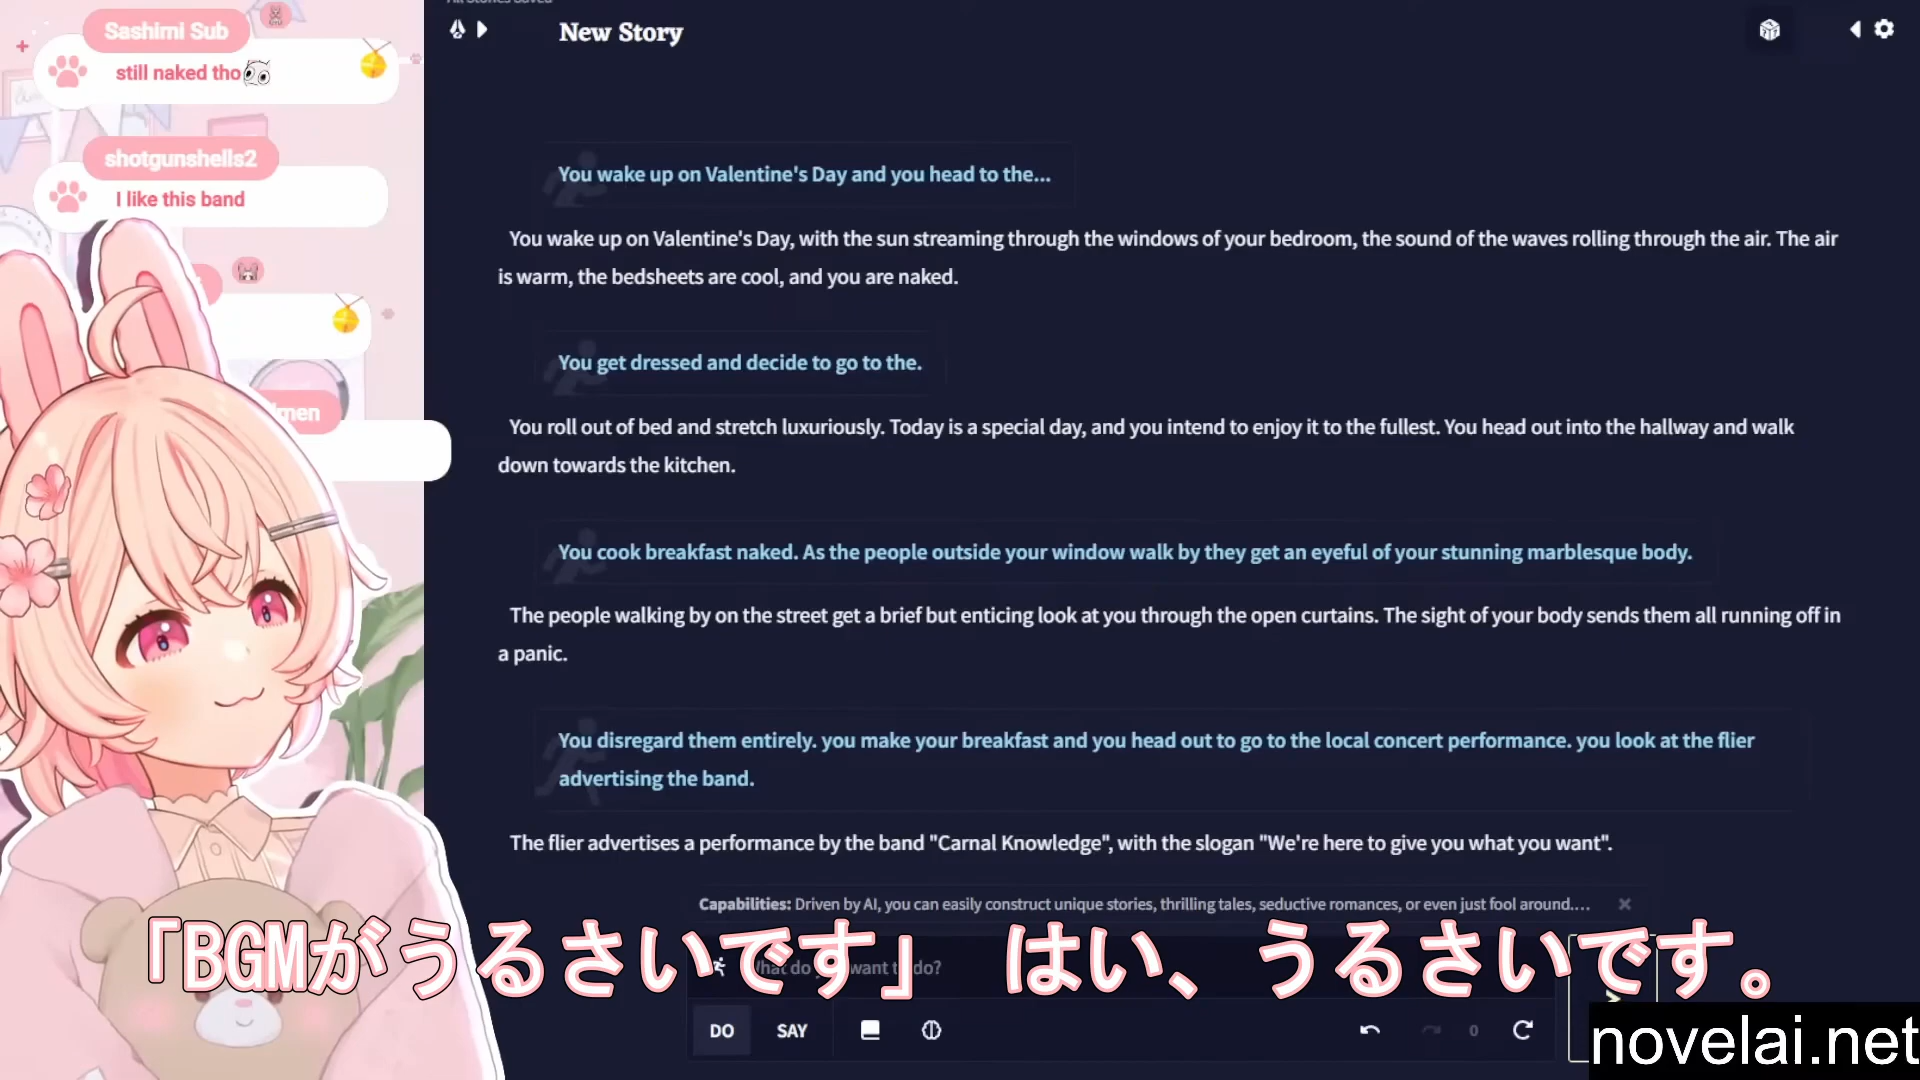 Sashimi Sub
still naked tho
shotgunshells2
I like this band
men
All Stories Saved
New Story
You wake up on Valentine's Day and you head to the...
You wake up on Valentine's Day, with the sun streaming through the windows of your bedroom, the sound of the waves rolling through the air. The air
is warm, the bedsheets are cool, and you are naked.
You get dressed and decide to go to the.
You roll out of bed and stretch luxuriously. Today is a special day, and you intend to enjoy it to the fullest. You head out into the hallway and walk
down towards the kitchen.
You cook breakfast naked. As the people outside your window walk by they get an eyeful of your stunning marblesque body.
The people walking by on the street get a brief but enticing look at you through the open curtains. The sight of your body sends them all running off in
a panic.
You disregard them entirely. you make your breakfast and you head out to go to the local concert performance. you look at the flier
advertising the band.
The flier advertises a performance by the band "Carnal Knowledge", with the slogan "We're here to give you what you want".
Capabilities: Driven by AI, you can easily construct unique stories, thrilling tales, seductive romances, or even just fool around....
What do you want to do?
「BGMがうるさいです」 はい、うるさいです。
DO SAY 0
novelai.net